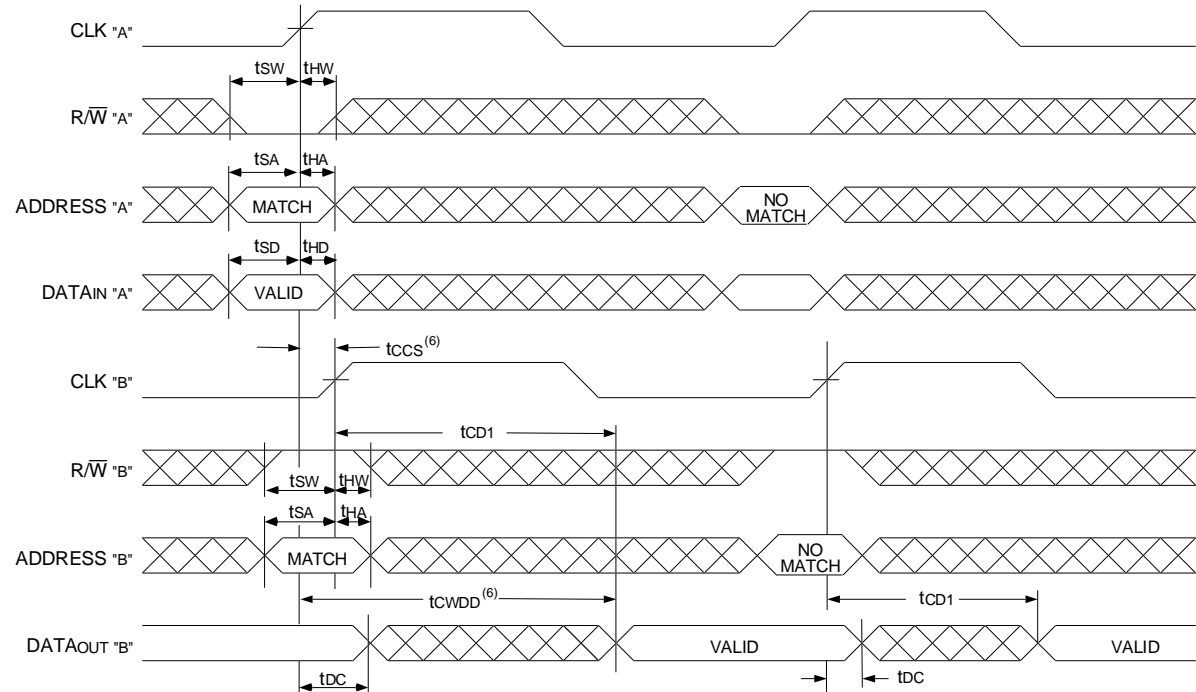 CLK "A"
tSW tHW
R/W̅ "A"
tSA tHA
ADDRESS "A" MATCH NO MATCH
tSD tHD
DATAIN "A" VALID
tCCS(6)
CLK "B"
tCD1
R/W̅ "B"
tSW tHW
tSA tHA
ADDRESS "B" MATCH NO MATCH
tCWDD(6) tCD1
DATAOUT "B" VALID VALID
tDC tDC